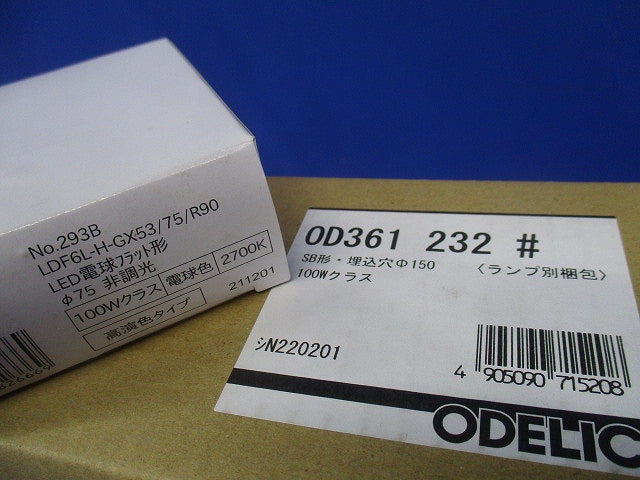 No.293B
LDF6L-H-GX53/75/R90
LED電球フラット形
φ75 非調光
100Wクラス 電球色 2700K
高演色タイプ
211201
OD361 232 #
SB形・埋込穴Φ150 〈ランプ別梱包〉
100Wクラス
シN220201
4 905090 715208
ODELIC